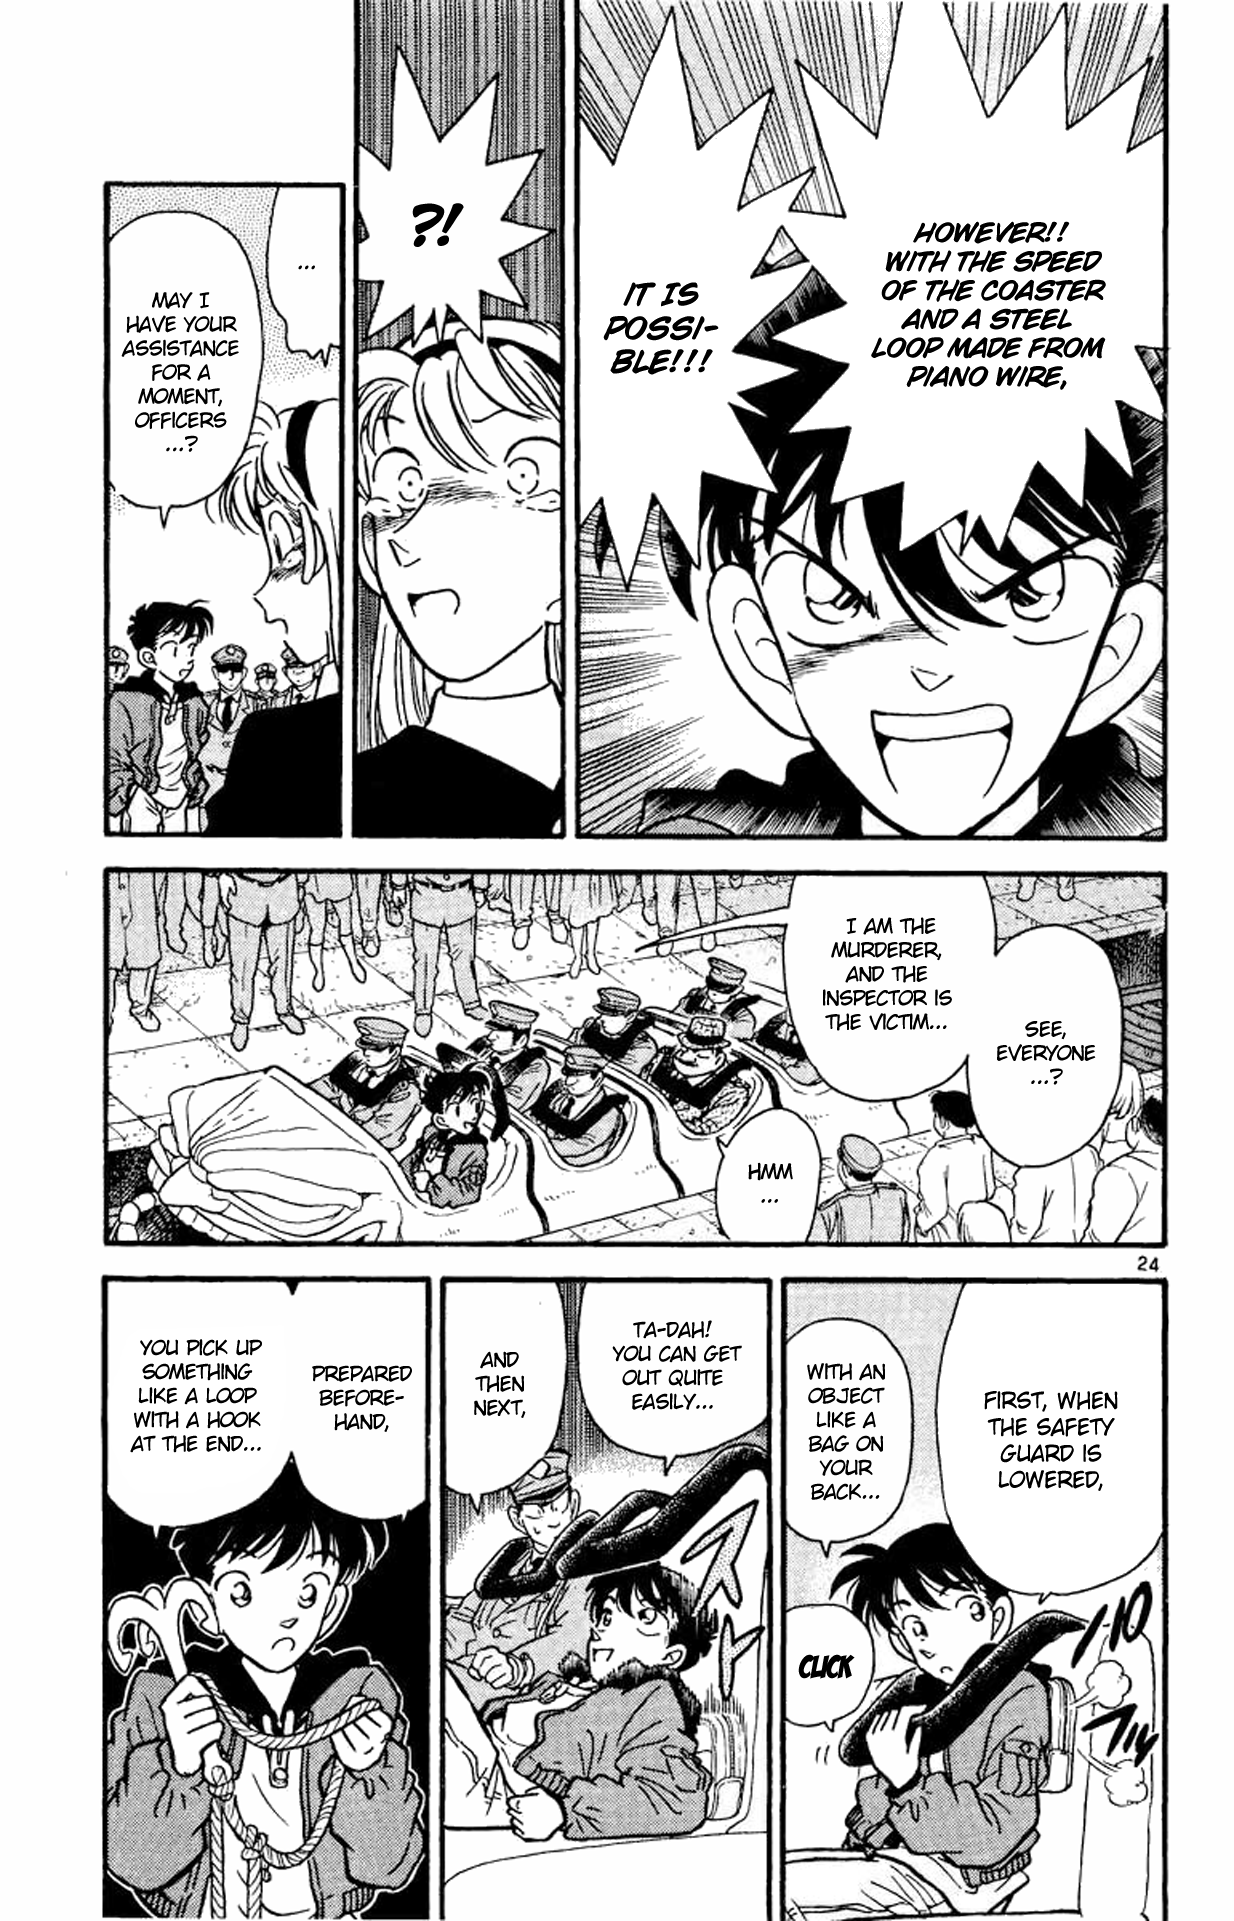 HOWEVER!!
WITH THE SPEED
OF THE COASTER
AND A STEEL
LOOP MADE FROM
PIANO WIRE,
IT IS
POSSI-
BLE!!!
?!
...
MAY I
HAVE YOUR
ASSISTANCE
FOR A
MOMENT,
OFFICERS
...?
SEE,
EVERYONE
...?
I AM THE
MURDERER,
AND THE
INSPECTOR IS
THE VICTIM...
HMM
...
24
FIRST, WHEN
THE SAFETY
GUARD IS
LOWERED,
WITH AN
OBJECT
LIKE A
BAG ON
YOUR
BACK...
CLICK
TA-DAH!
YOU CAN GET
OUT QUITE
EASILY...
スッ
AND
THEN
NEXT,
PREPARED
BEFORE-
HAND,
YOU PICK UP
SOMETHING
LIKE A LOOP
WITH A HOOK
AT THE END...